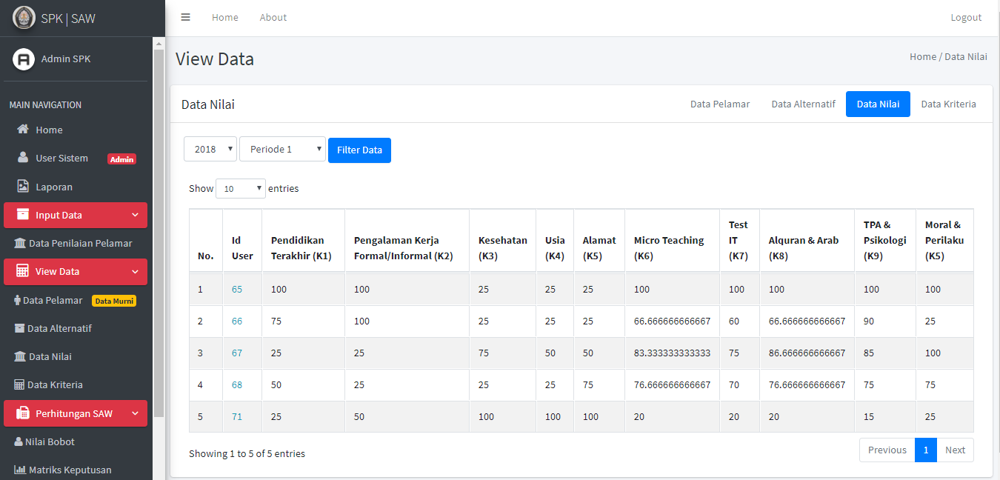 SPK | SAW
Home
About
Logout
Admin SPK
MAIN NAVIGATION
Home
User Sistem Admin
Laporan
Input Data
Data Penilaian Pelamar
View Data
Data Pelamar Data Murni
Data Alternatif
Data Nilai
Data Kriteria
Perhitungan SAW
Nilai Bobot
Matriks Keputusan
View Data
Home / Data Nilai
Data Nilai
Data Pelamar Data Alternatif Data Nilai Data Kriteria
2018 Periode 1 Filter Data
Show 10 entries
No. Id User Pendidikan Terakhir (K1) Pengalaman Kerja Formal/Informal (K2) Kesehatan (K3) Usia (K4) Alamat (K5) Micro Teaching (K6) Test IT (K7) Alquran & Arab (K8) TPA & Psikologi (K9) Moral & Perilaku (K5)
1 65 100 100 25 25 25 100 100 100 100 100
2 66 75 100 25 25 25 66.666666666667 60 66.666666666667 90 25
3 67 25 25 75 50 50 83.333333333333 75 86.666666666667 85 100
4 68 50 25 25 25 75 76.666666666667 70 76.666666666667 75 75
5 71 25 50 100 100 100 20 20 20 15 25
Showing 1 to 5 of 5 entries
Previous 1 Next